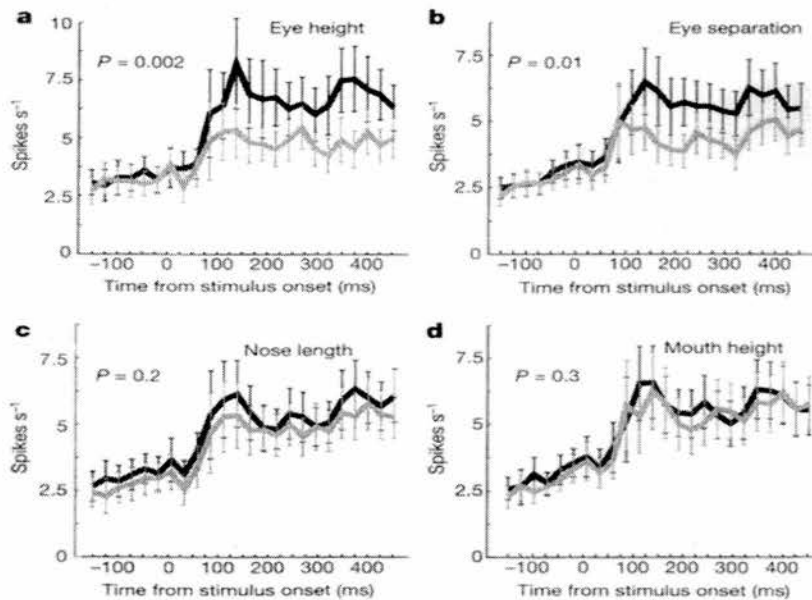 a
Eye height
P = 0.002
10
7.5
5
2.5
0
Spikes s⁻¹
−100 0 100 200 300 400
Time from stimulus onset (ms)
b
Eye separation
P = 0.01
7.5
5
2.5
0
Spikes s⁻¹
−100 0 100 200 300 400
Time from stimulus onset (ms)
c
Nose length
P = 0.2
7.5
5
2.5
0
Spikes s⁻¹
−100 0 100 200 300 400
Time from stimulus onset (ms)
d
Mouth height
P = 0.3
7.5
5
2.5
0
Spikes s⁻¹
−100 0 100 200 300 400
Time from stimulus onset (ms)